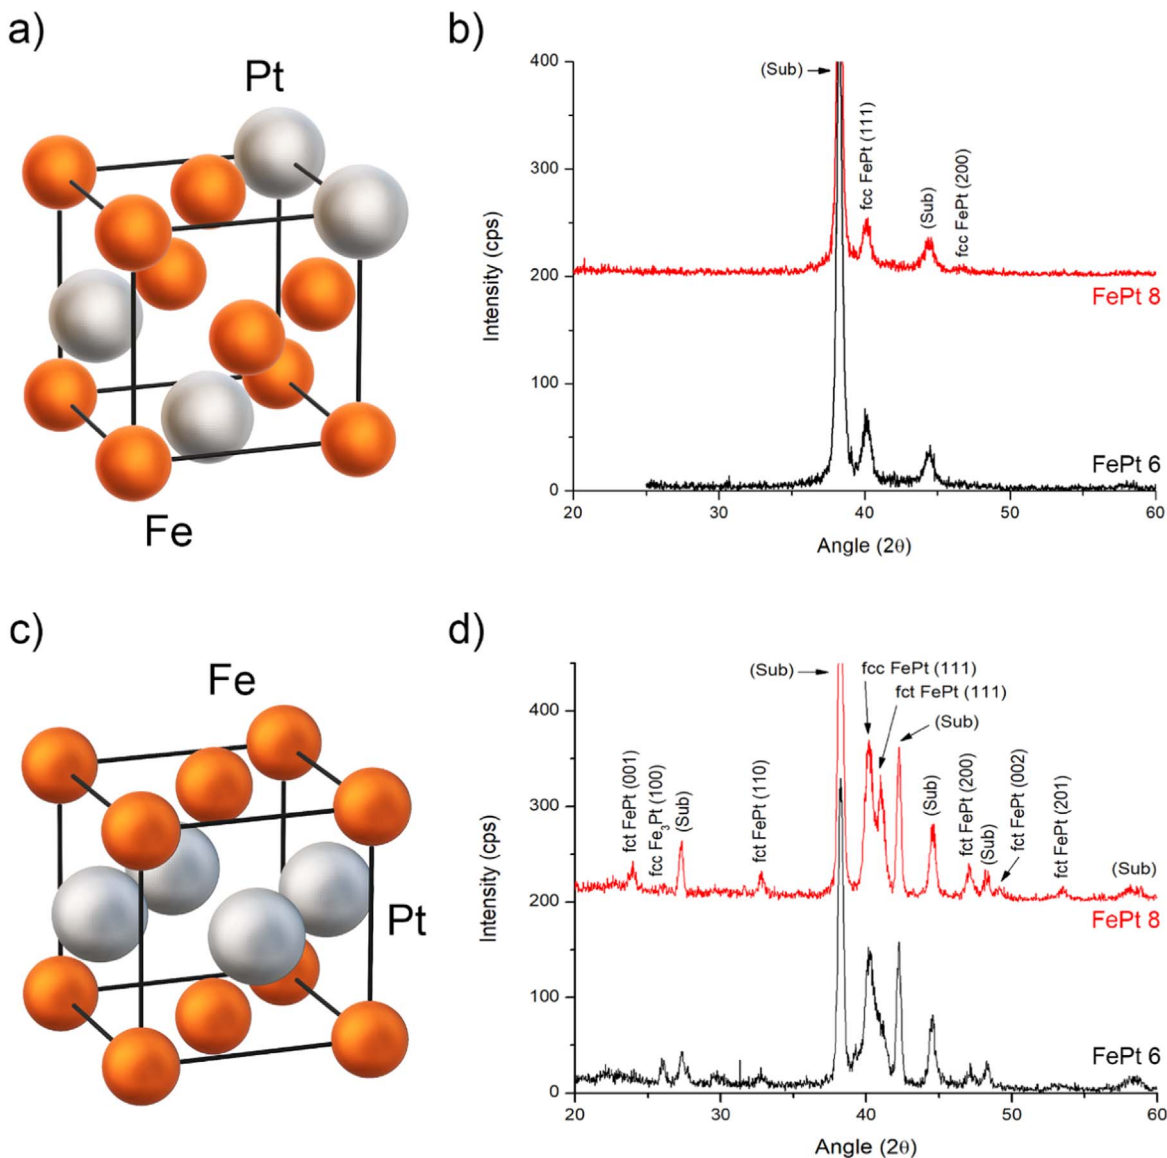 a)
Pt
Fe
b)
400
300
200
100
0
20
30
40
50
60
Intensity (cps)
Angle (2θ)
(Sub)
fcc FePt (111)
(Sub)
fcc FePt (200)
FePt 8
FePt 6
c)
Fe
Pt
d)
400
300
200
100
0
20
30
40
50
60
Intensity (cps)
Angle (2θ)
(Sub)
fcc FePt (111)
fct FePt (111)
(Sub)
fct FePt (001)
fcc Fe₃Pt (100)
(Sub)
fct FePt (110)
(Sub)
fct FePt (200)
(Sub)
fct FePt (002)
fct FePt (201)
(Sub)
FePt 8
FePt 6